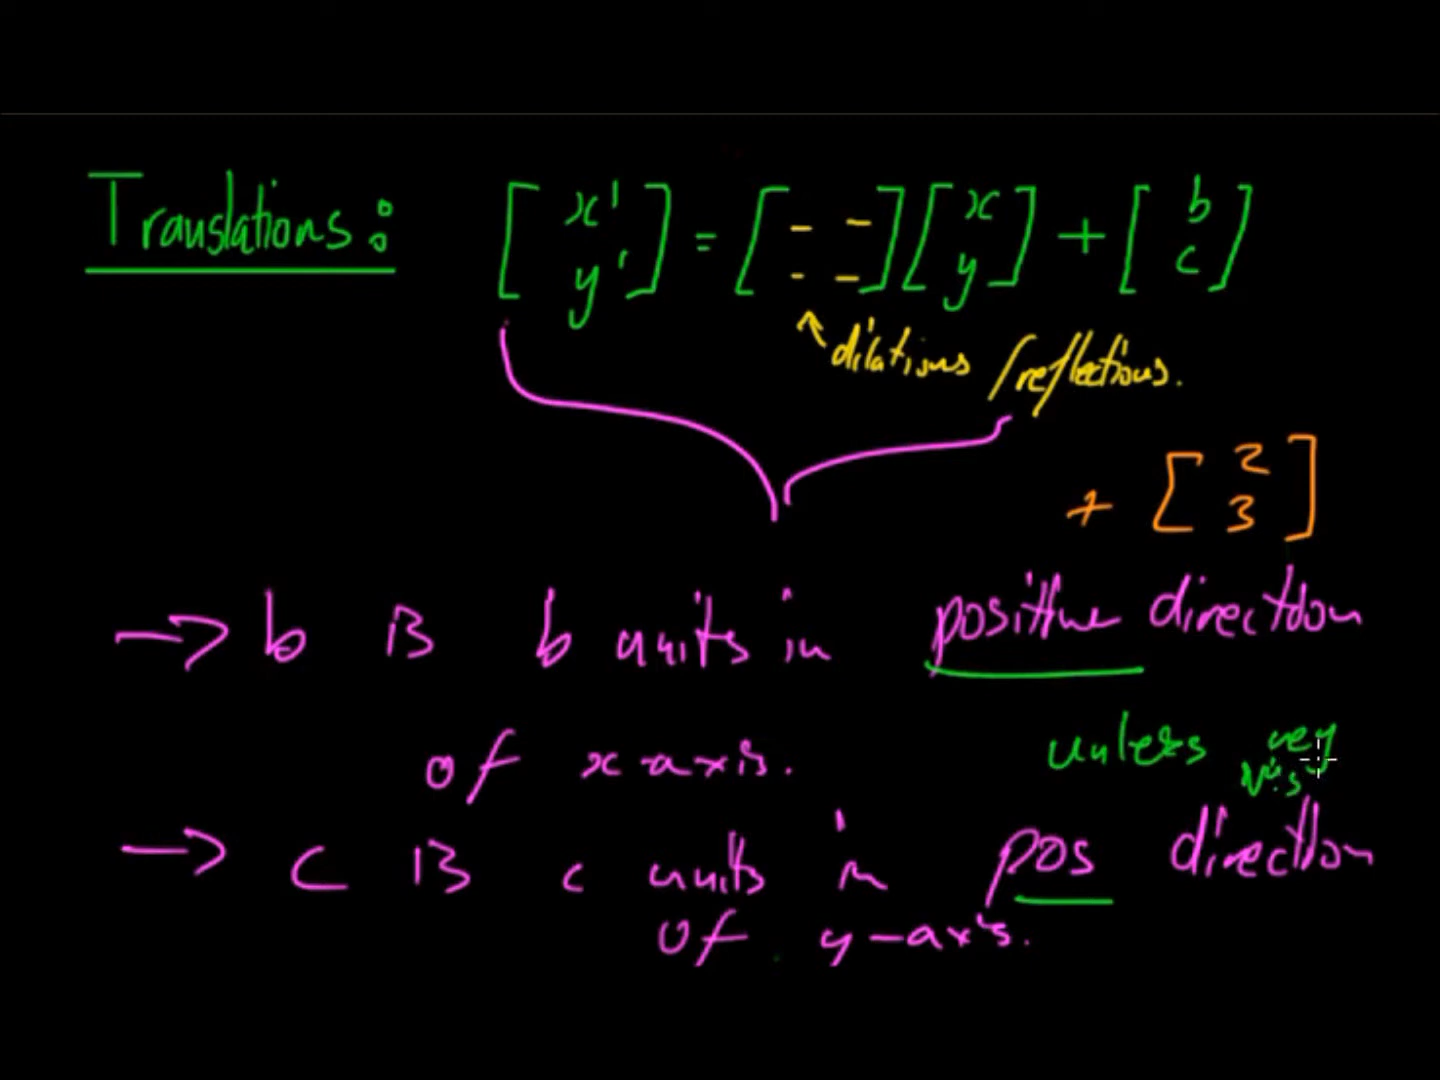 Translations: [ x' y' ] = [ - - - - ] [ x y ] + [ b c ]
dilations / reflections.
+ [ 2 3 ]
→ b is b units in positive direction
of x-axis. unless neg
→ c is c units in pos direction
of y-axis.